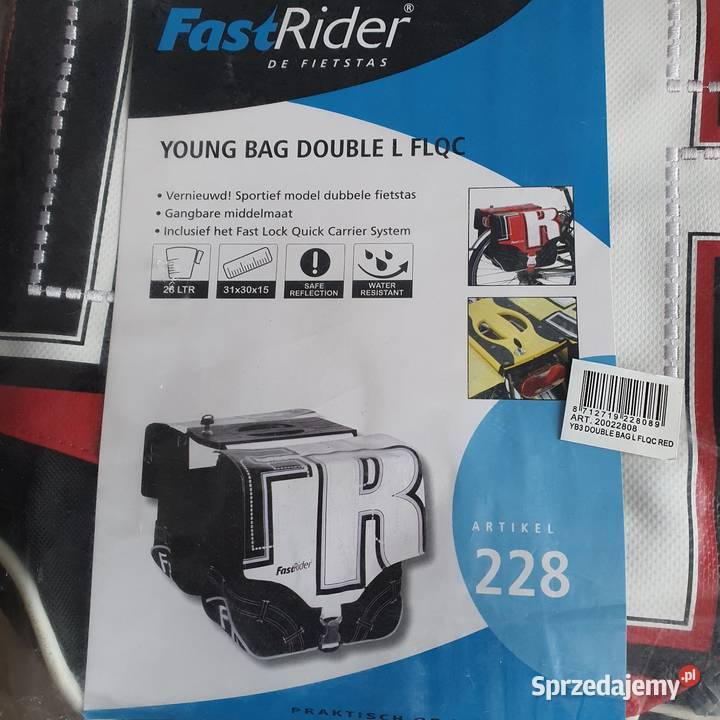 FastRider®
DE FIETSTAS
YOUNG BAG DOUBLE L FLQC
• Vernieuwd! Sportief model dubbele fietstas
• Gangbare middelmaat
• Inclusief het Fast Lock Quick Carrier System
26 LTR
31x30x15
SAFE
REFLECTION
WATER
RESISTANT
R
8 712719 228089
ART. 20022808
YB3 DOUBLE BAG L FLQC RED
R
FastRider
ARTIKEL
228
PRAKTISCH
Sprzedajemy.pl